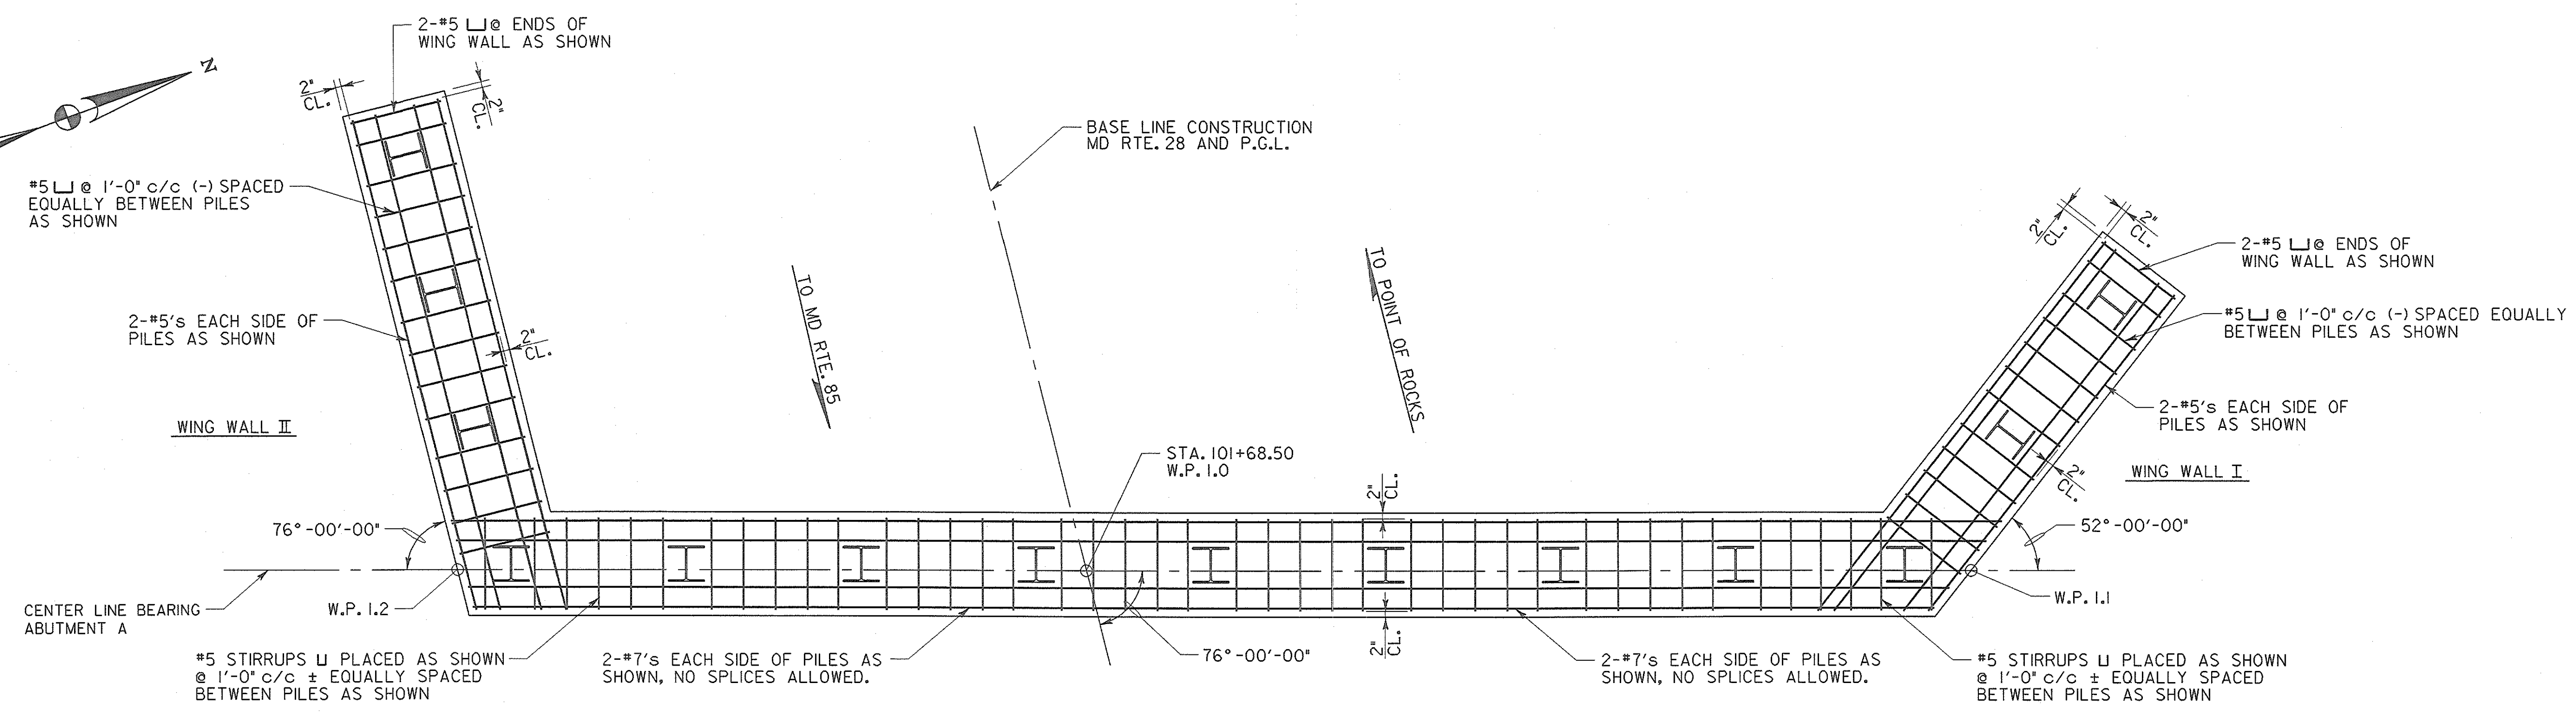 2-#5 ⊔ @ ENDS OF
WING WALL AS SHOWN
N
2"
CL.
2"
CL.
BASE LINE CONSTRUCTION
MD RTE. 28 AND P.G.L.
#5 ⊔ @ 1'-0" c/c (-) SPACED
EQUALLY BETWEEN PILES
AS SHOWN
2"
CL.
2"
CL.
2-#5 ⊔ @ ENDS OF
WING WALL AS SHOWN
TO MD RTE. 85
TO POINT OF ROCKS
#5 ⊔ @ 1'-0" c/c (-) SPACED EQUALLY
BETWEEN PILES AS SHOWN
2-#5's EACH SIDE OF
PILES AS SHOWN
2"
CL.
2-#5's EACH SIDE OF
PILES AS SHOWN
WING WALL II
STA. 101+68.50
W.P. 1.0
WING WALL I
2"
CL.
2"
CL.
76°-00'-00"
52°-00'-00"
CENTER LINE BEARING
ABUTMENT A
W.P. 1.2
W.P. 1.1
2"
CL.
76°-00'-00"
#5 STIRRUPS ⊔ PLACED AS SHOWN
@ 1'-0" c/c ± EQUALLY SPACED
BETWEEN PILES AS SHOWN
2-#7's EACH SIDE OF PILES AS
SHOWN, NO SPLICES ALLOWED.
2-#7's EACH SIDE OF PILES AS
SHOWN, NO SPLICES ALLOWED.
#5 STIRRUPS ⊔ PLACED AS SHOWN
@ 1'-0" c/c ± EQUALLY SPACED
BETWEEN PILES AS SHOWN